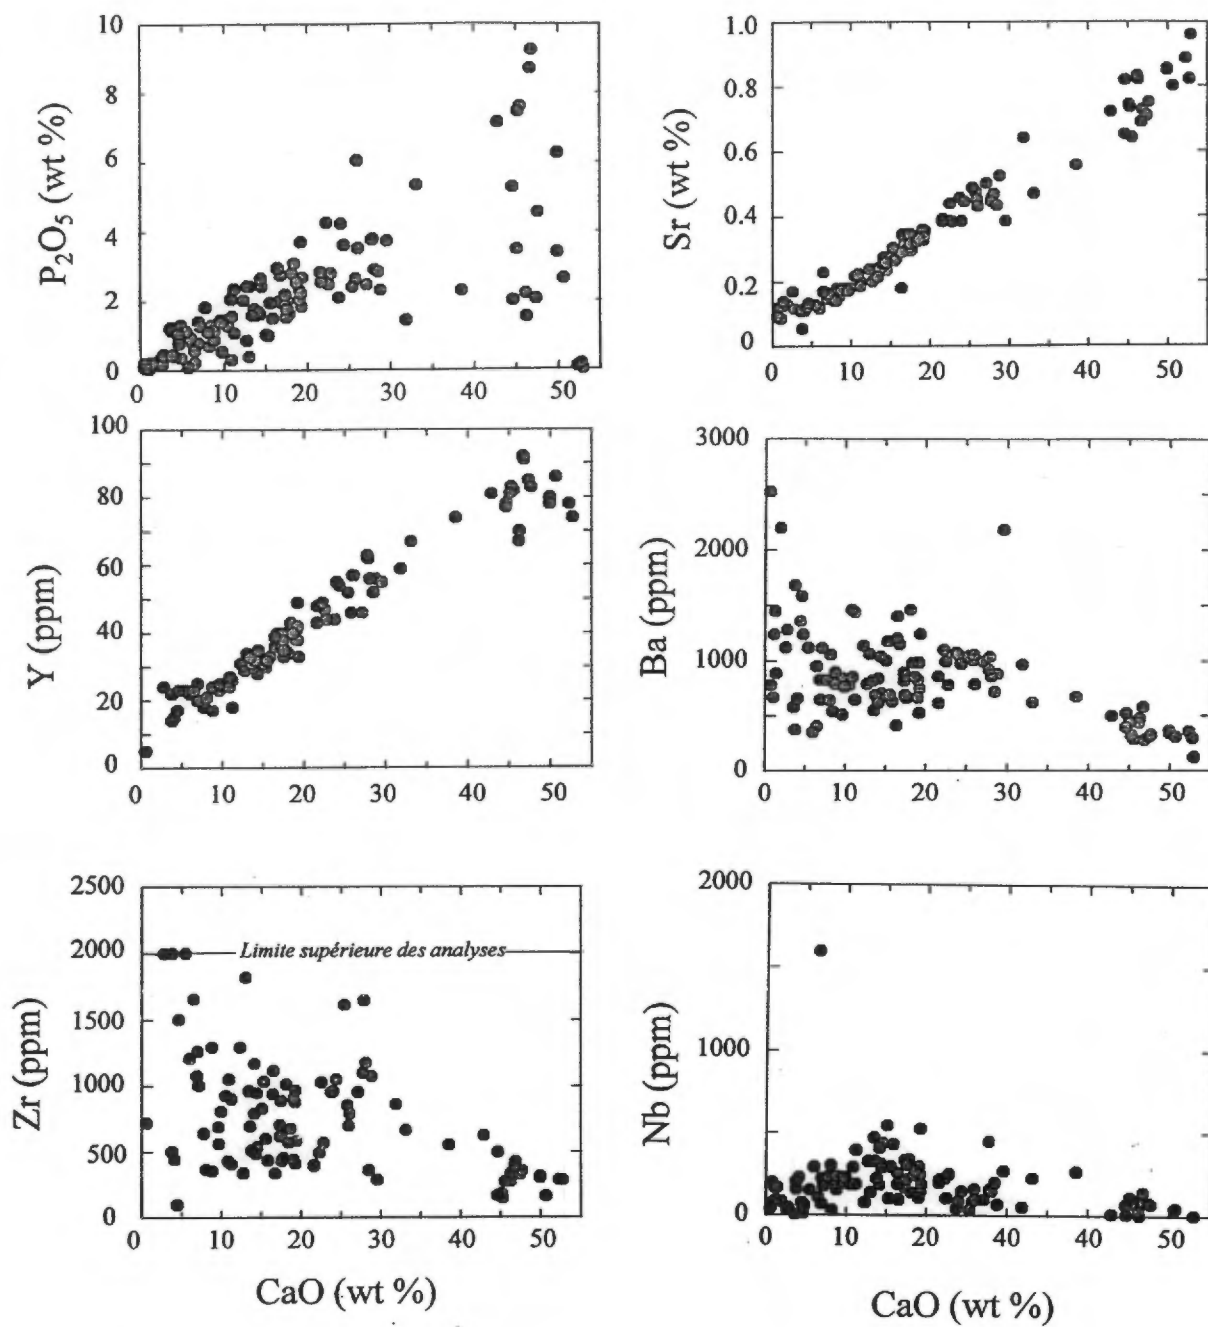 10
8
6
4
2
0
P₂O₅ (wt %)
0 10 20 30 40 50
1.0
0.8
0.6
0.4
0.2
0
Sr (wt %)
0 10 20 30 40 50
100
80
60
40
20
0
Y (ppm)
0 10 20 30 40 50
3000
2000
1000
0
Ba (ppm)
0 10 20 30 40 50
2500
2000
1500
1000
500
0
Zr (ppm)
Limite supérieure des analyses
0 10 20 30 40 50
CaO (wt %)
2000
1000
0
Nb (ppm)
0 10 20 30 40 50
CaO (wt %)